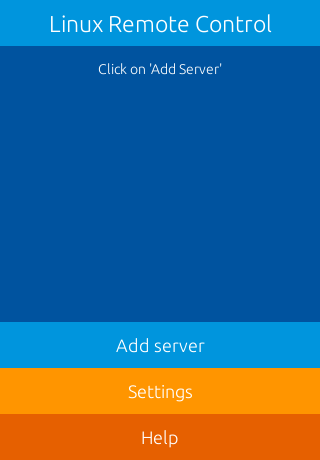 Linux Remote Control
Click on 'Add Server'
Add server
Settings
Help